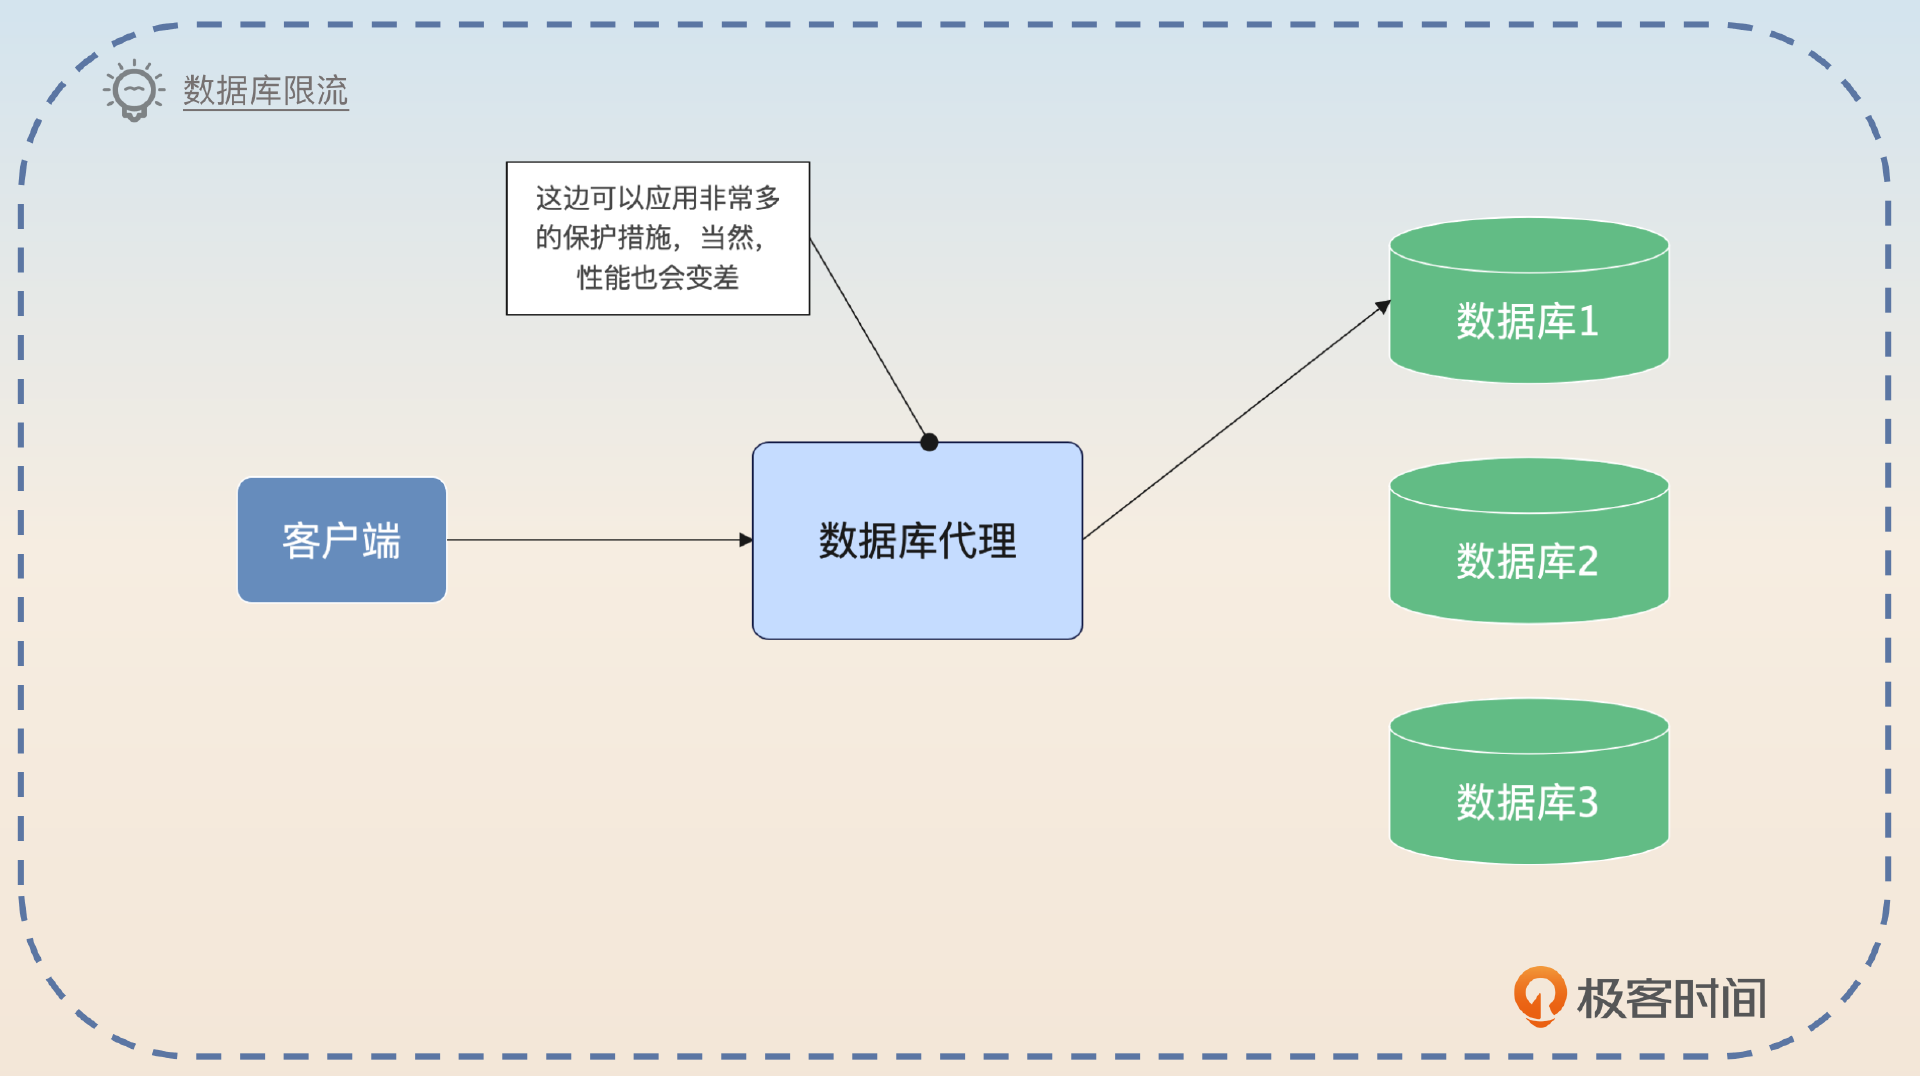 数据库限流
这边可以应用非常多
的保护措施，当然，
性能也会变差
客户端
数据库代理
数据库1
数据库2
数据库3
极客时间